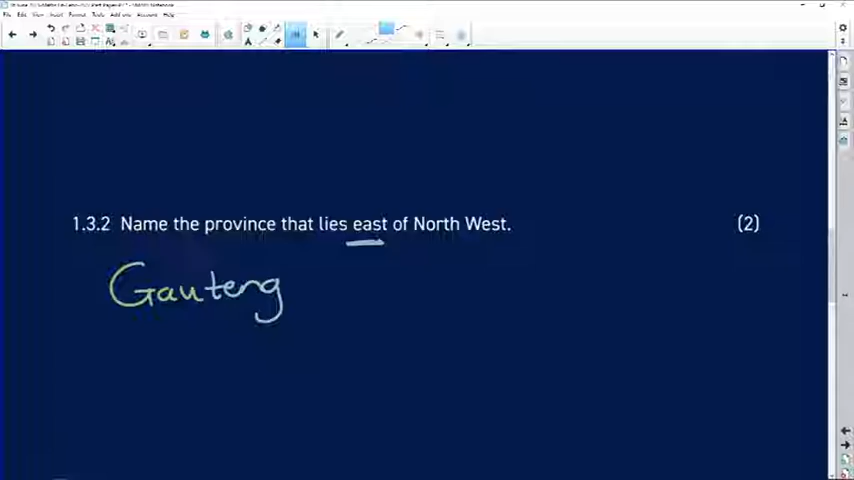 1.3.2 Name the province that lies east of North West. (2)
Gauteng